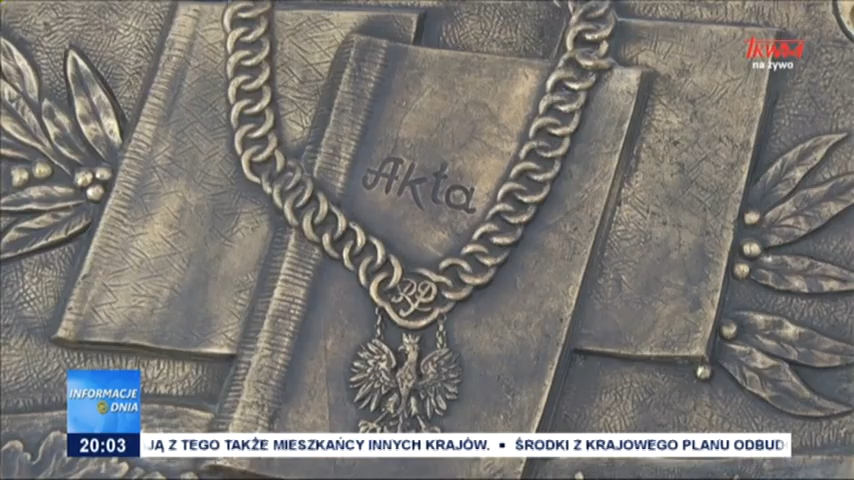 TRWAM
na żywo
Akta
RP
INFORMACJE
DNIA
20:03
JĄ Z TEGO TAKŻE MIESZKAŃCY INNYCH KRAJÓW. ▪ ŚRODKI Z KRAJOWEGO PLANU ODBUD